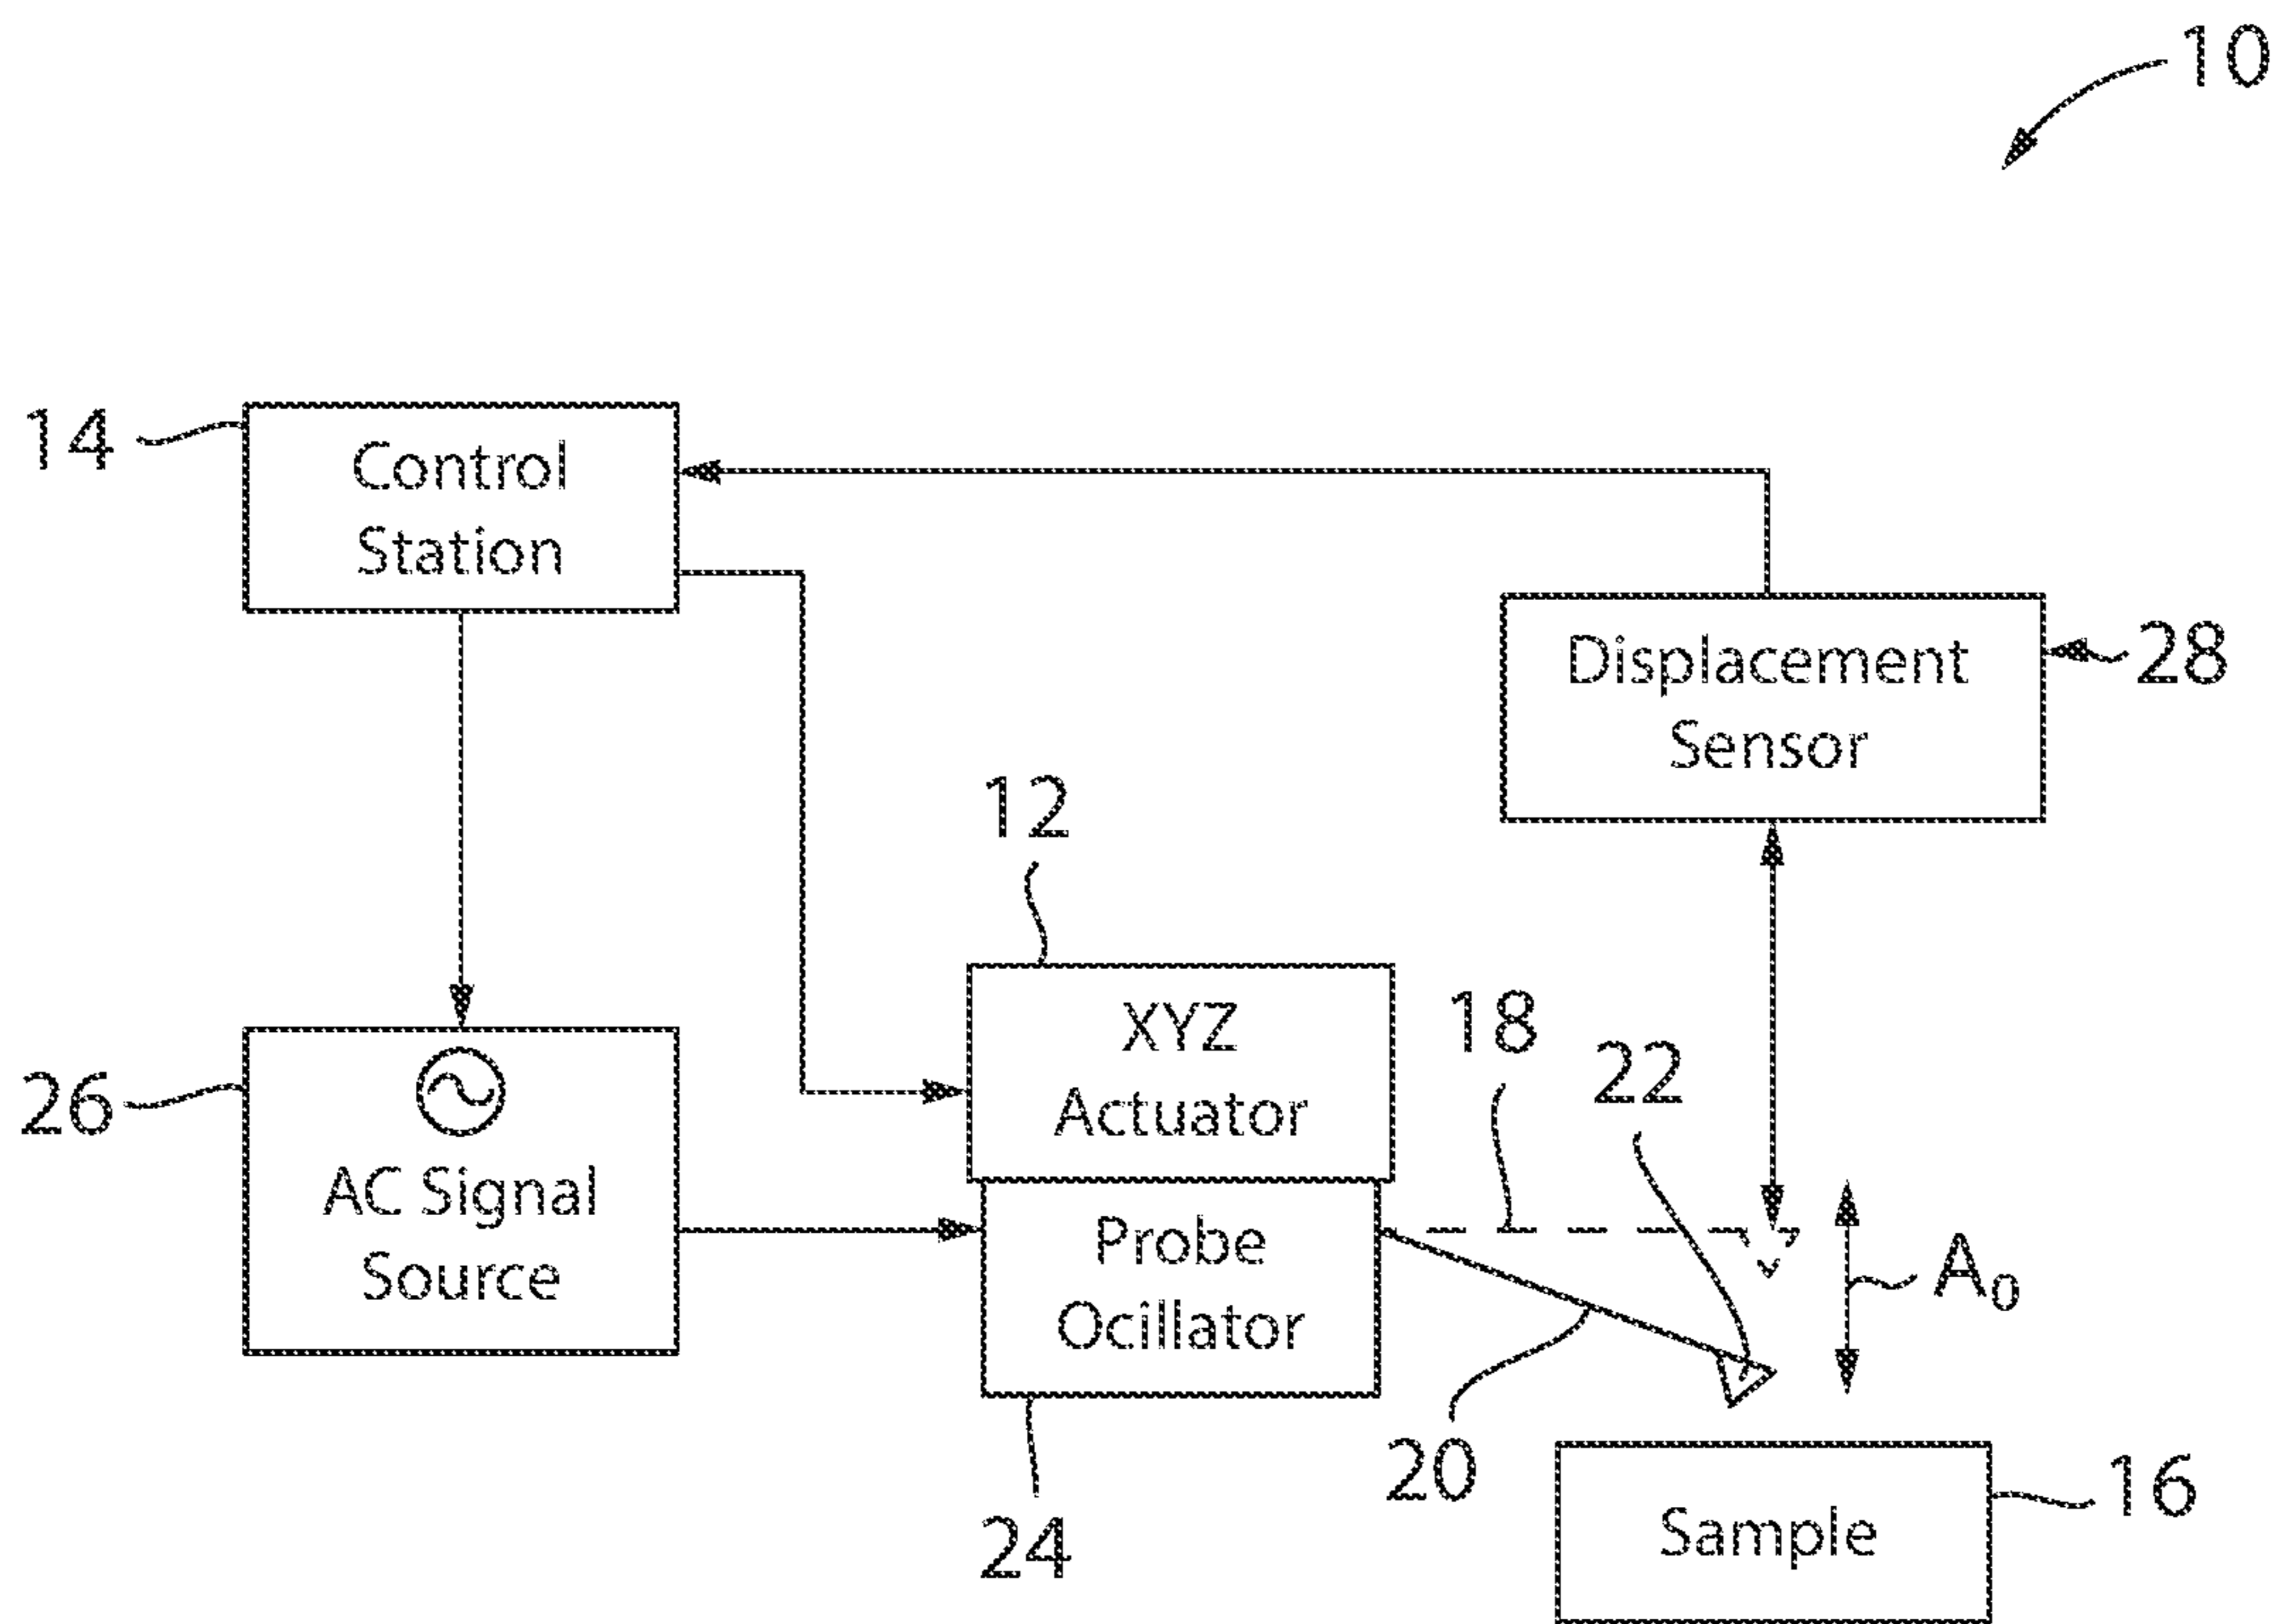 10
14
Control
Station
Displacement
Sensor
28
12
XYZ
Actuator
18
22
26
AC Signal
Source
Probe
Ocillator
A₀
20
24
Sample
16